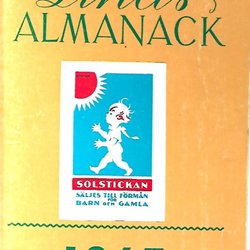 ALMANACK
SOLSTICKAN
SÄLJES TILL FÖRMÅN
FÖR
BARN OCH GAMLA